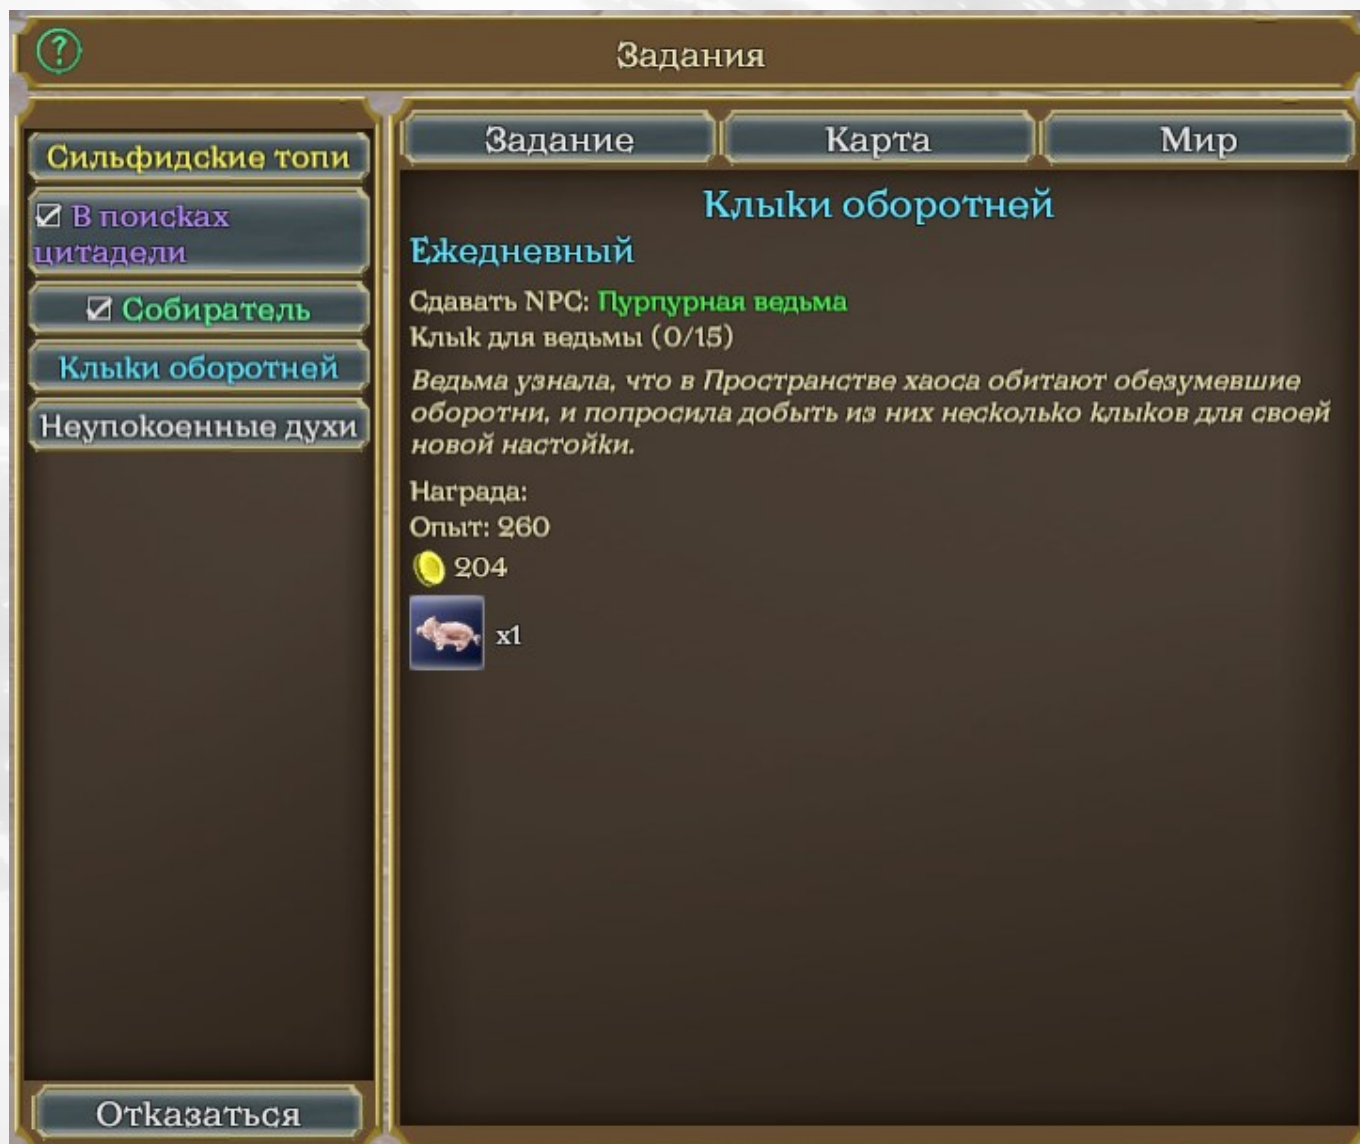 Задания
Сильфидские топи
В поисках
цитадели
Собиратель
Клыки оборотней
Неупокоенные духи
Отказаться
Задание
Карта
Мир
Клыки оборотней
Ежедневный
Сдавать NPC: Пурпурная ведьма
Клык для ведьмы (0/15)
Ведьма узнала, что в Пространстве хаоса обитают обезумевшие
оборотни, и попросила добыть из них несколько клыков для своей
новой настойки.
Награда:
Опыт: 260
204
x1